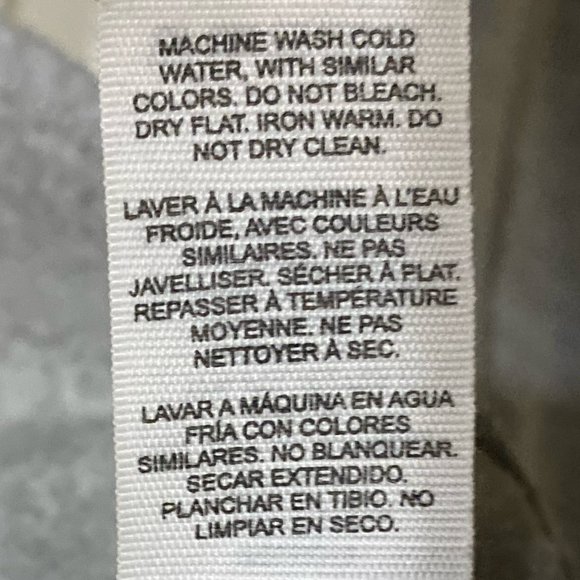 MACHINE WASH COLD
WATER, WITH SIMILAR
COLORS. DO NOT BLEACH.
DRY FLAT. IRON WARM. DO
NOT DRY CLEAN.
LAVER À LA MACHINE À L'EAU
FROIDE, AVEC COULEURS
SIMILAIRES. NE PAS
JAVELLISER. SÉCHER À PLAT.
REPASSER À TEMPÉRATURE
MOYENNE. NE PAS
NETTOYER À SEC.
LAVAR A MÁQUINA EN AGUA
FRÍA CON COLORES
SIMILARES. NO BLANQUEAR.
SECAR EXTENDIDO.
PLANCHAR EN TIBIO. NO
LIMPIAR EN SECO.